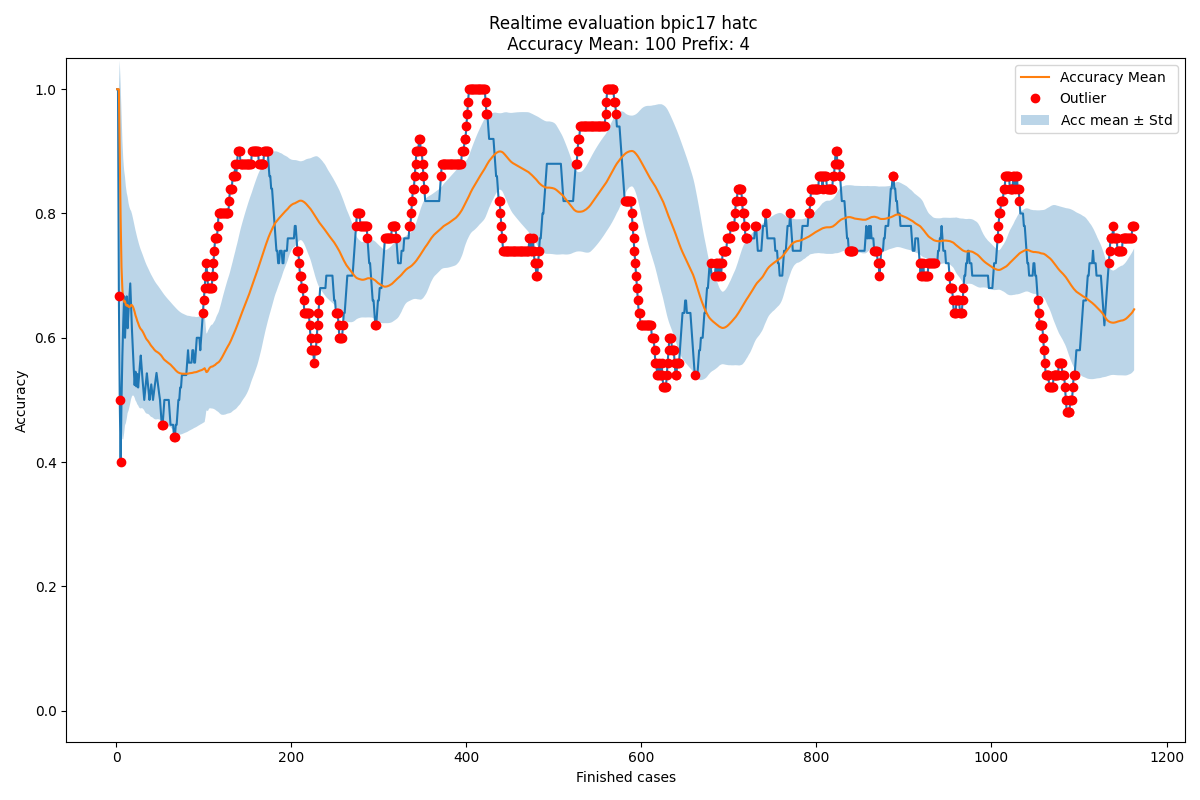 Realtime evaluation bpic17 hatc
Accuracy Mean: 100 Prefix: 4
Accuracy Mean
Outlier
Acc mean ± Std
1.0
0.8
0.6
0.4
0.2
0.0
Accuracy
0 200 400 600 800 1000 1200
Finished cases